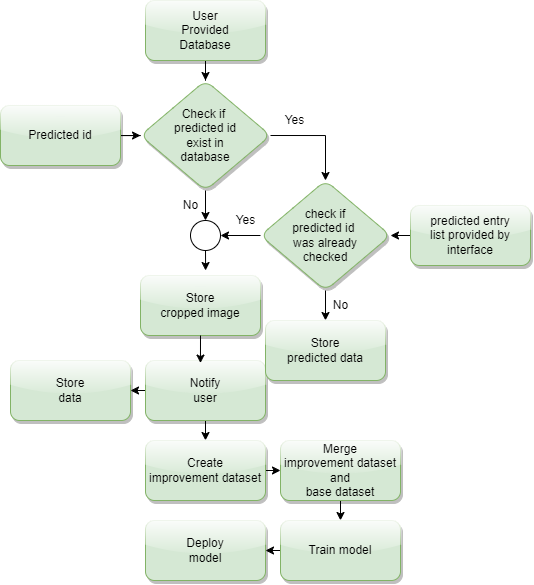 User
Provided
Database
Check if
predicted id
exist in
database
Yes
Predicted id
No
Yes
check if
predicted id
was already
checked
predicted entry
list provided by
interface
Store
cropped image
No
Store
predicted data
Store
data
Notify
user
Create
improvement dataset
Merge
improvement dataset
and
base dataset
Deploy
model
Train model